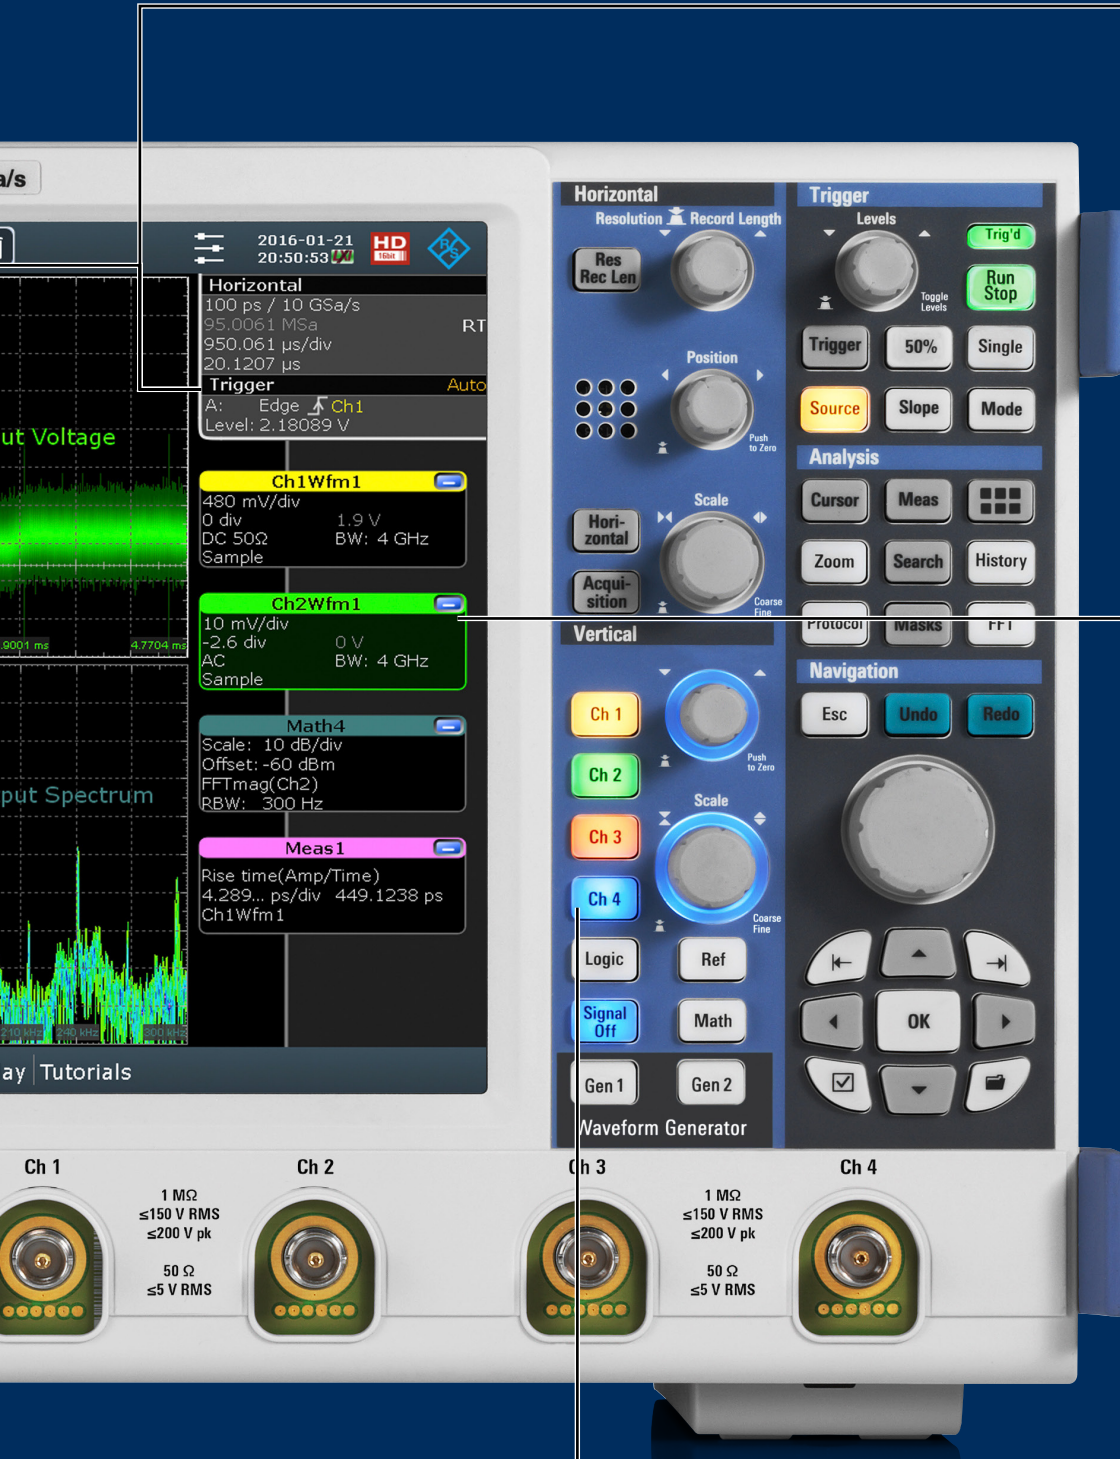 a/s
2016-01-21
20:50:53
HD
16bit
R
S
Horizontal
100 ps / 10 GSa/s
95.0061 MSa
RT
950.061 µs/div
20.1207 µs
Trigger
Auto
A: Edge Ch1
Level: 2.18089 V
ut Voltage
Ch1Wfm1
480 mV/div
0 div 1.9 V
DC 50Ω BW: 4 GHz
Sample
Ch2Wfm1
10 mV/div
-2.6 div 0 V
AC BW: 4 GHz
Sample
.9001 ms
4.7704 ms
Math4
Scale: 10 dB/div
Offset: -60 dBm
FFTmag(Ch2)
RBW: 300 Hz
put Spectrum
Meas1
Rise time(Amp/Time)
4.289... ps/div 449.1238 ps
Ch1Wfm1
210 kHz
240 kHz
300 kHz
ay
Tutorials
Horizontal
Resolution Record Length
Res
Rec Len
Position
Push
to Zero
Scale
Hori-
zontal
Acqui-
sition
Coarse
Fine
Vertical
Ch 1
Push
to Zero
Ch 2
Scale
Ch 3
Ch 4
Coarse
Fine
Logic
Ref
Signal
Off
Math
Gen 1
Gen 2
Waveform Generator
Trigger
Levels
Trig'd
Run
Stop
Toggle
Levels
Trigger
50%
Single
Source
Slope
Mode
Analysis
Cursor
Meas
Zoom
Search
History
Protocol
Masks
FFT
Navigation
Esc
Undo
Redo
OK
Ch 1
Ch 2
Ch 3
Ch 4
1 MΩ
≤150 V RMS
≤200 V pk
50 Ω
≤5 V RMS
1 MΩ
≤150 V RMS
≤200 V pk
50 Ω
≤5 V RMS